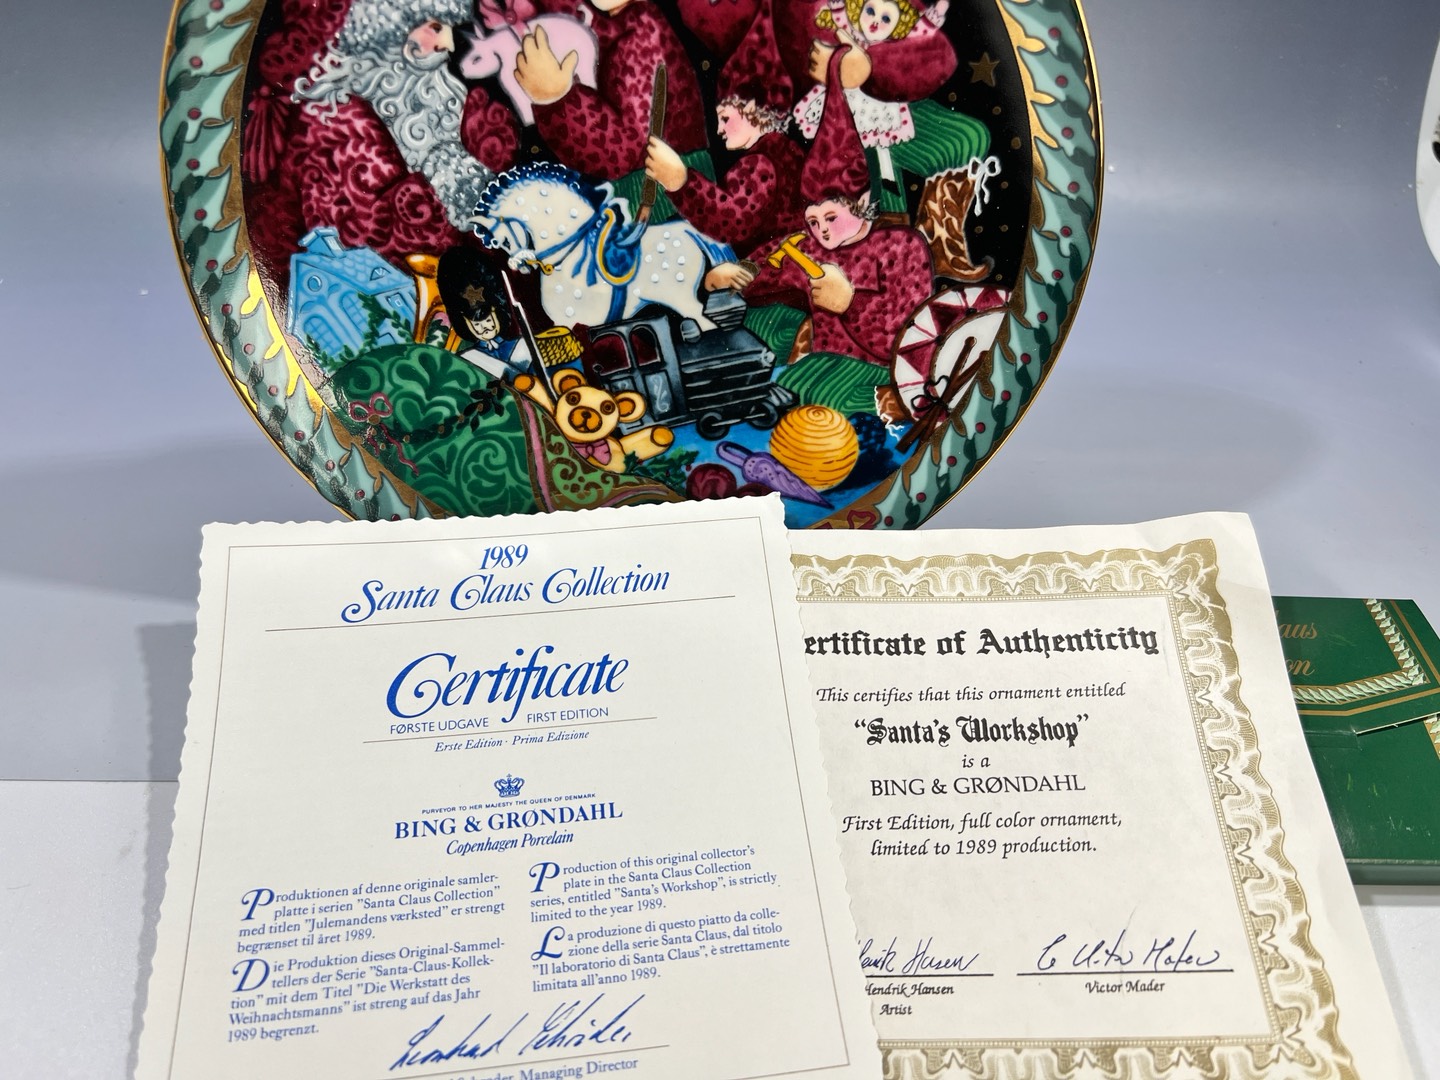 1989
Santa Claus Collection
Certificate
FØRSTE UDGAVE FIRST EDITION
Erste Edition · Prima Edizione
PURVEYOR TO HER MAJESTY THE QUEEN OF DENMARK
BING & GRØNDAHL
Copenhagen Porcelain
Produktionen af denne originale samler-
platte i serien "Santa Claus Collection"
med titlen "Julemandens værksted" er strengt
begrænset til året 1989.
Die Produktion dieses Original-Sammel-
tellers der Serie "Santa-Claus-Kollek-
tion" mit dem Titel "Die Werkstatt des
Weihnachtsmanns" ist streng auf das Jahr
1989 begrenzt.
Production of this original collector's
plate in the Santa Claus Collection
series, entitled "Santa's Workshop", is strictly
limited to the year 1989.
La produzione di questo piatto da colle-
zione della serie Santa Claus, dal titolo
"Il laboratorio di Santa Claus", è strettamente
limitata all'anno 1989.
Managing Director
ertificate of Authenticity
This certifies that this ornament entitled
"Santa's Workshop"
is a
BING & GRØNDAHL
First Edition, full color ornament,
limited to 1989 production.
Hendrik Hansen
Artist
Victor Mader
aus
on